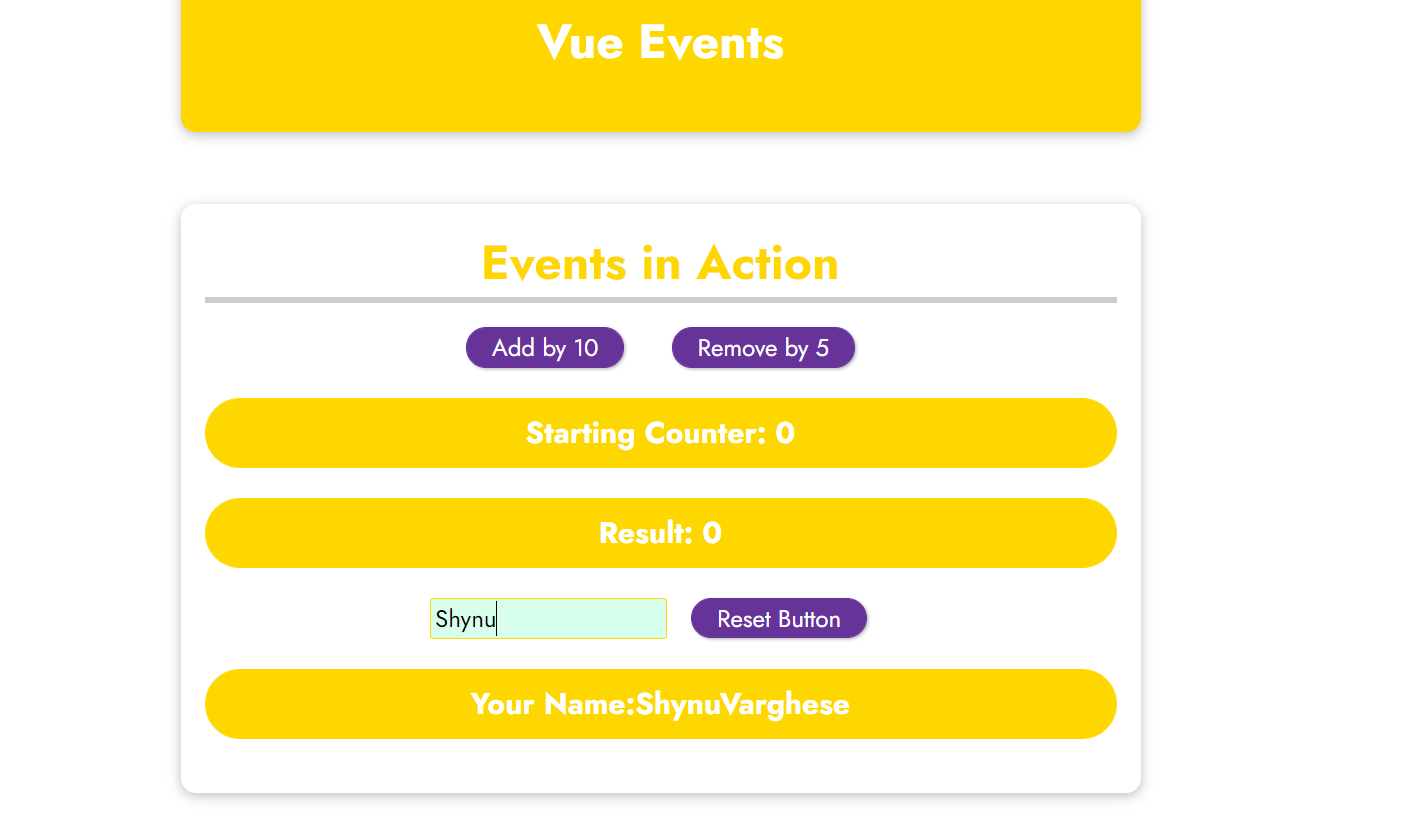 Vue Events
Events in Action
Add by 10 Remove by 5
Starting Counter: 0
Result: 0
Shynu Reset Button
Your Name:ShynuVarghese